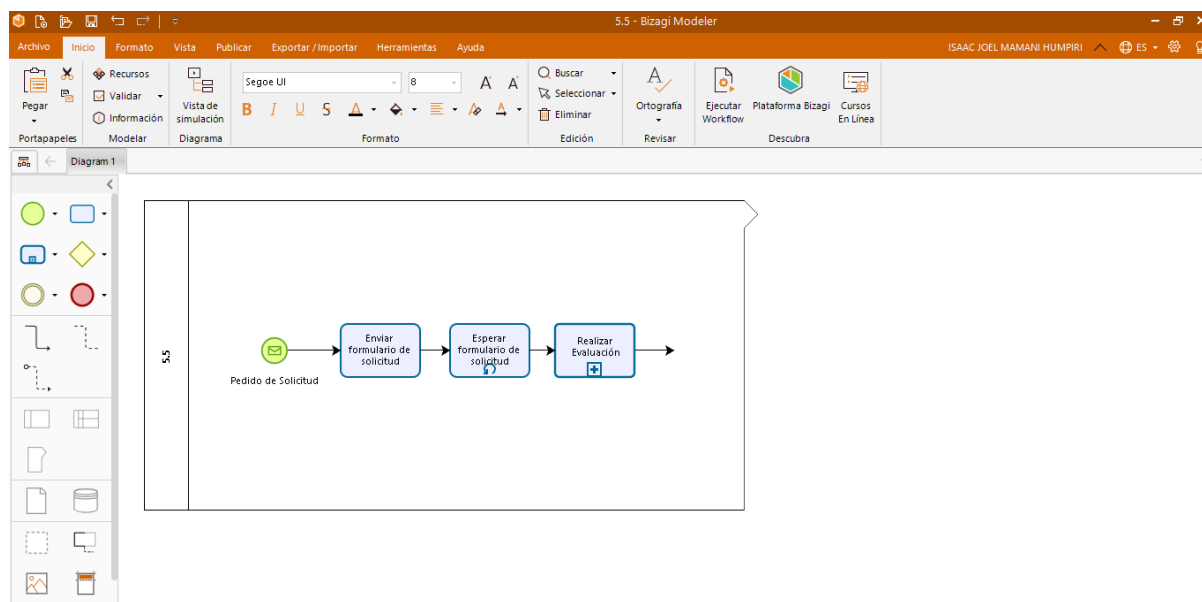 5.5 - Bizagi Modeler
Archivo Inicio Formato Vista Publicar Exportar / Importar Herramientas Ayuda ISAAC JOEL MAMANI HUMPIRI ES
Pegar
Portapapeles
Recursos
Validar
Información
Modelar
Vista de
simulación
Diagrama
Segoe UI 8 A A
B I U S A A
Formato
Buscar
Seleccionar
Eliminar
Edición
A
Ortografía
Revisar
Ejecutar
Workflow
Plataforma Bizagi
Cursos
En Línea
Descubra
Diagram 1
5.5
Pedido de Solicitud
Enviar
formulario de
solicitud
Esperar
formulario de
solicitud
Realizar
Evaluación